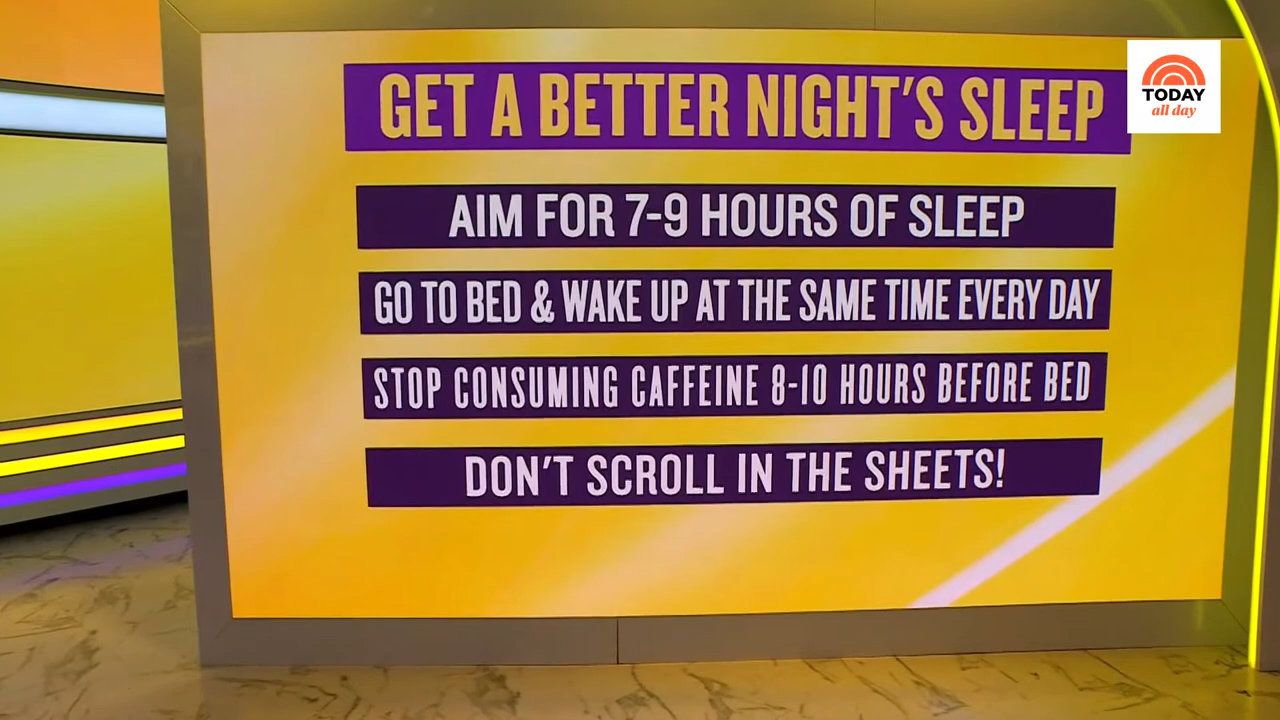 GET A BETTER NIGHT'S SLEEP
TODAY
all day
AIM FOR 7-9 HOURS OF SLEEP
GO TO BED & WAKE UP AT THE SAME TIME EVERY DAY
STOP CONSUMING CAFFEINE 8-10 HOURS BEFORE BED
DON'T SCROLL IN THE SHEETS!